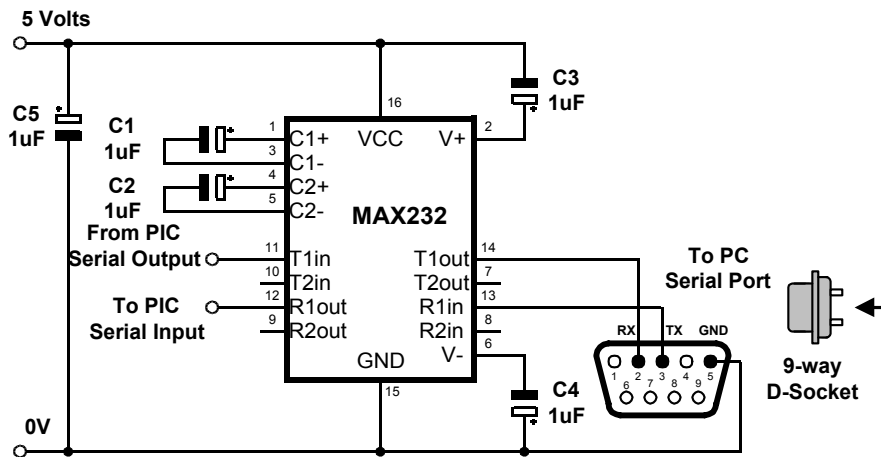 5 Volts
C5
1uF
C1
1uF
C2
1uF
C3
1uF
16
1
3
4
5
2
C1+
C1-
C2+
C2-
VCC
V+
MAX232
From PIC
Serial Output
To PIC
Serial Input
11
10
12
9
T1in
T2in
R1out
R2out
T1out
T2out
R1in
R2in
V-
14
7
13
8
6
GND
15
C4
1uF
To PC
Serial Port
RX TX GND
1 2 3 4 5
6 7 8 9
9-way
D-Socket
0V
+
+
+
+
+